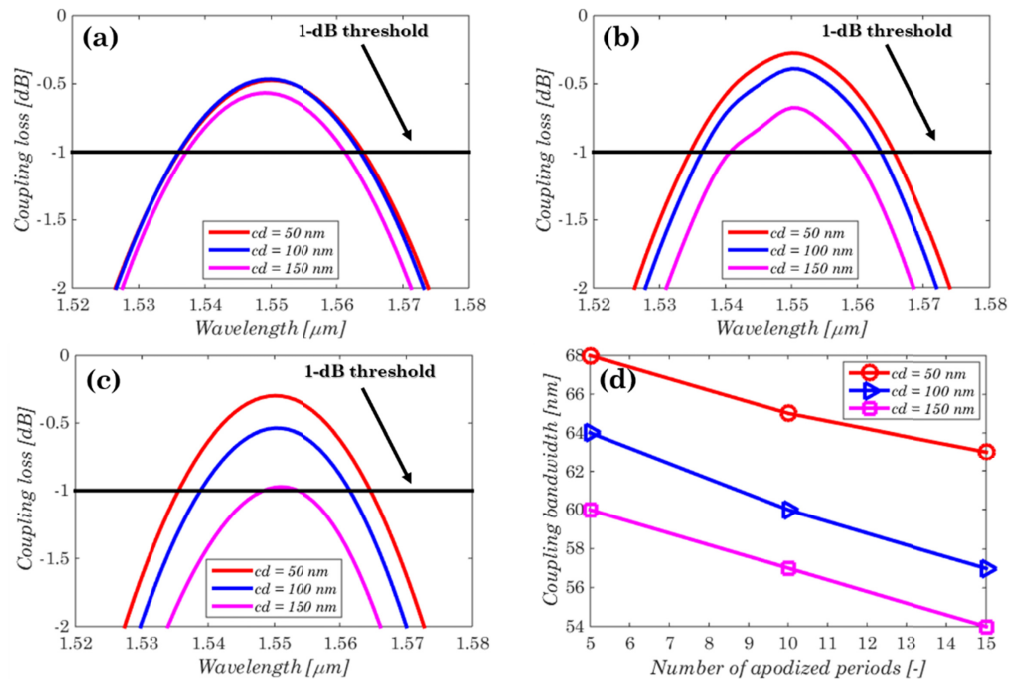 (a)
1-dB threshold
0
-0.5
-1
-1.5
-2
Coupling loss [dB]
cd = 50 nm
cd = 100 nm
cd = 150 nm
1.52 1.53 1.54 1.55 1.56 1.57 1.58
Wavelength [μm]
(b)
1-dB threshold
0
-0.5
-1
-1.5
-2
Coupling loss [dB]
cd = 50 nm
cd = 100 nm
cd = 150 nm
1.52 1.53 1.54 1.55 1.56 1.57 1.58
Wavelength [μm]
(c)
1-dB threshold
0
-0.5
-1
-1.5
-2
Coupling loss [dB]
cd = 50 nm
cd = 100 nm
cd = 150 nm
1.52 1.53 1.54 1.55 1.56 1.57 1.58
Wavelength [μm]
(d)
68
66
64
62
60
58
56
54
Coupling bandwidth [nm]
cd = 50 nm
cd = 100 nm
cd = 150 nm
5 6 7 8 9 10 11 12 13 14 15
Number of apodized periods [-]